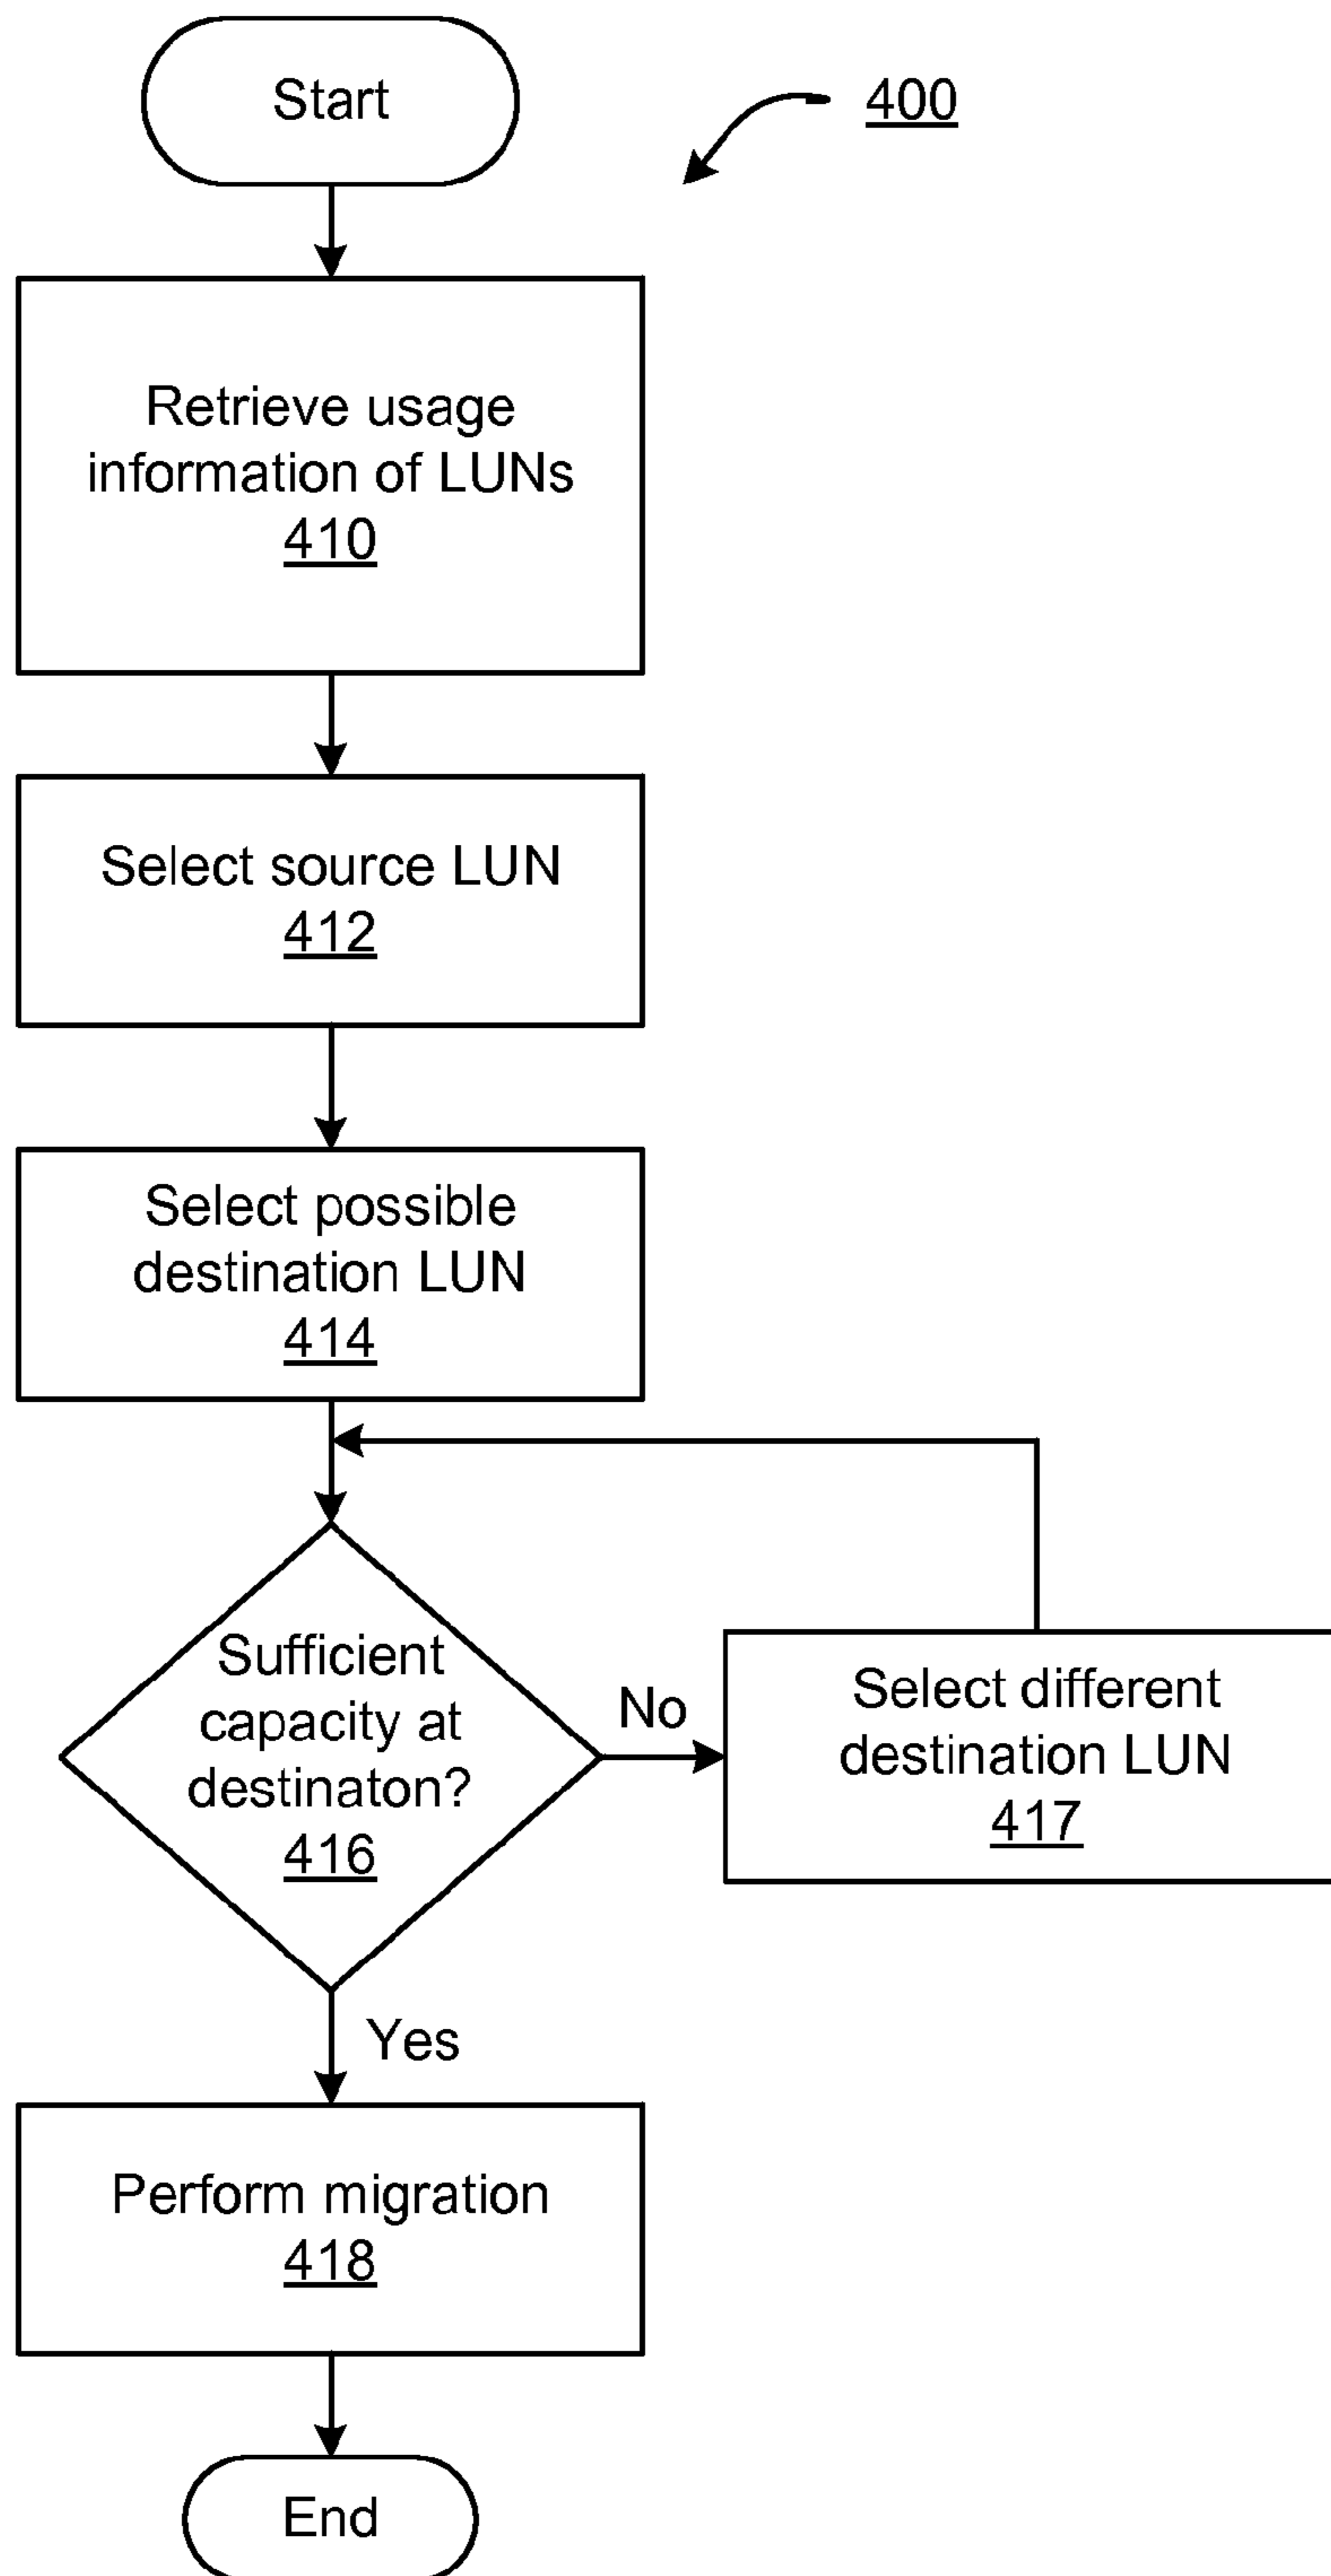 Start
400
Retrieve usage
information of LUNs
410
Select source LUN
412
Select possible
destination LUN
414
Sufficient
capacity at
destinaton?
416
No
Select different
destination LUN
417
Yes
Perform migration
418
End